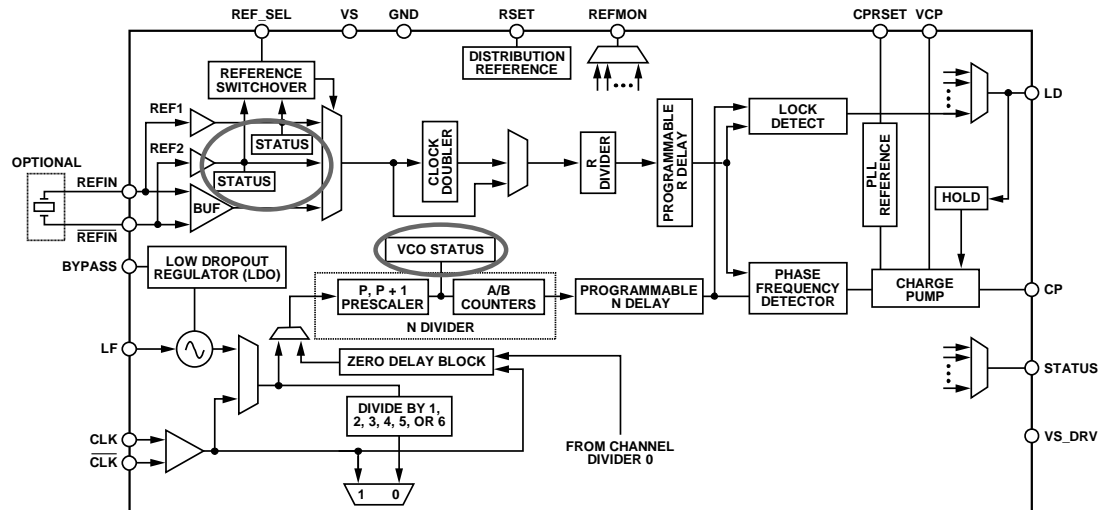 REF_SEL
VS
GND
RSET
REFMON
CPRSET
VCP
REFERENCE
SWITCHOVER
DISTRIBUTION
REFERENCE
REF1
REF2
STATUS
STATUS
BUF
OPTIONAL
REFIN
REFIN
CLOCK
DOUBLER
R
DIVIDER
PROGRAMMABLE
R DELAY
LOCK
DETECT
PLL
REFERENCE
LD
HOLD
BYPASS
LOW DROPOUT
REGULATOR (LDO)
VCO STATUS
P, P + 1
PRESCALER
A/B
COUNTERS
N DIVIDER
PROGRAMMABLE
N DELAY
PHASE
FREQUENCY
DETECTOR
CHARGE
PUMP
CP
LF
ZERO DELAY BLOCK
STATUS
DIVIDE BY 1,
2, 3, 4, 5, OR 6
FROM CHANNEL
DIVIDER 0
CLK
CLK
VS_DRV
1 0